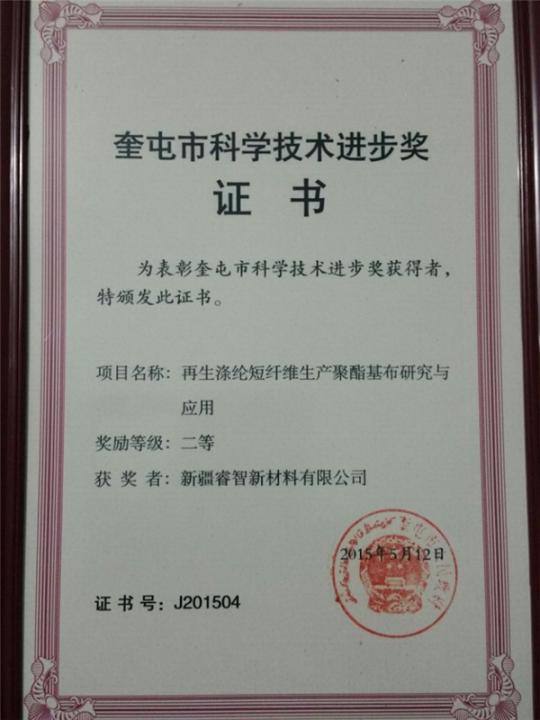 奎屯市科学技术进步奖
证 书
为表彰奎屯市科学技术进步奖获得者，
特颁发此证书。
项目名称：再生涤纶短纤维生产聚酯基布研究与
应用
奖励等级：二等
获 奖 者：新疆睿智新材料有限公司
2015年5月12日
证 书 号：J201504